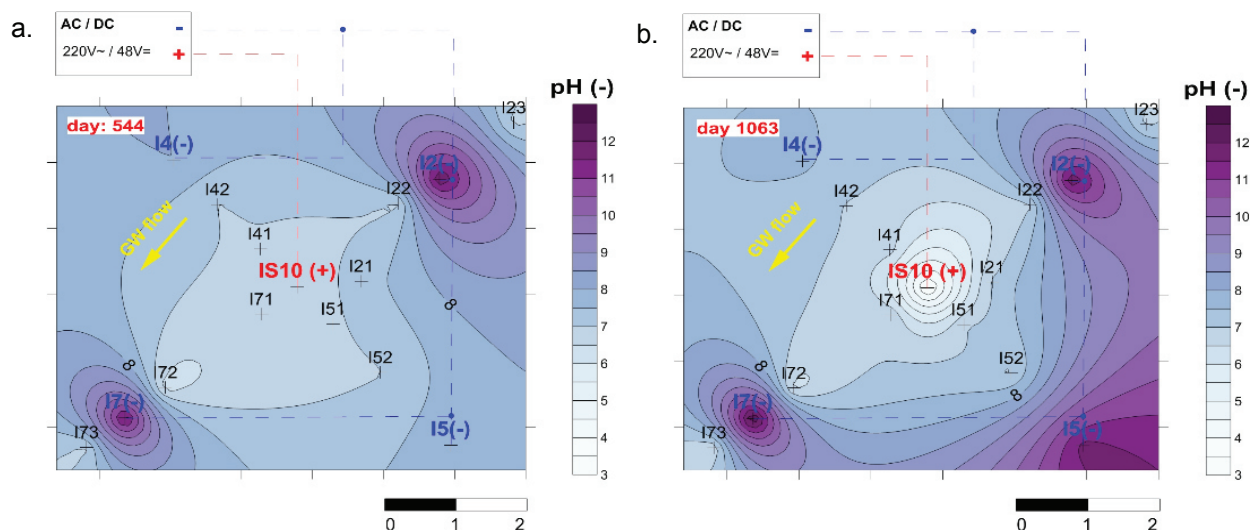 a.
AC / DC -
220V~ / 48V= +
pH (-)
day: 544
I23
I4(-)
I2(-)
I42
I22
GW flow
I41
IS10 (+)
I21
I71
I51
8
I52
8
I72
I7(-)
I5(-)
I73
12
11
10
9
8
7
6
5
4
3
0 1 2
b.
AC / DC -
220V~ / 48V= +
pH (-)
day 1063
I23
I4(-)
I2(-)
I42
I22
GW flow
I41
IS10 (+)
I21
I71
I51
8
I52
I72
8
I7(-)
I5(-)
I73
12
11
10
9
8
7
6
5
4
3
0 1 2